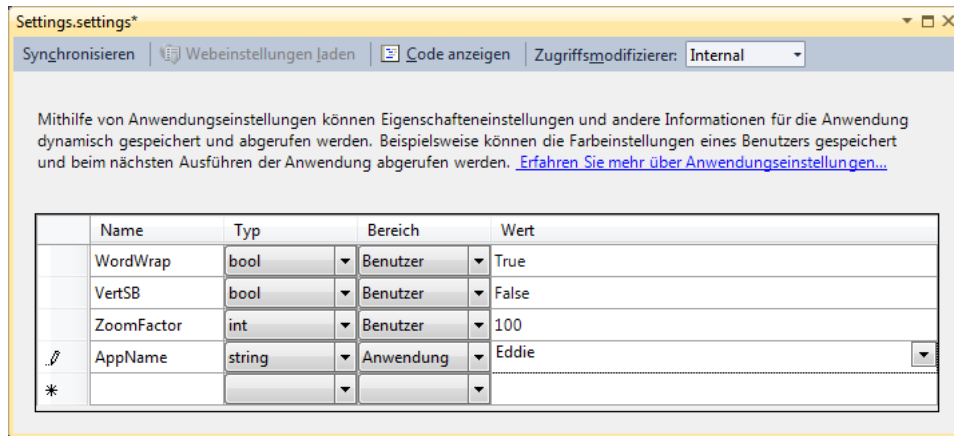 Settings.settings*
Synchronisieren Webeinstellungen laden Code anzeigen Zugriffsmodifizierer: Internal
Mithilfe von Anwendungseinstellungen können Eigenschafteneinstellungen und andere Informationen für die Anwendung
dynamisch gespeichert und abgerufen werden. Beispielsweise können die Farbeinstellungen eines Benutzers gespeichert
und beim nächsten Ausführen der Anwendung abgerufen werden. Erfahren Sie mehr über Anwendungseinstellungen...
Name Typ Bereich Wert
WordWrap bool Benutzer True
VertSB bool Benutzer False
ZoomFactor int Benutzer 100
AppName string Anwendung Eddie